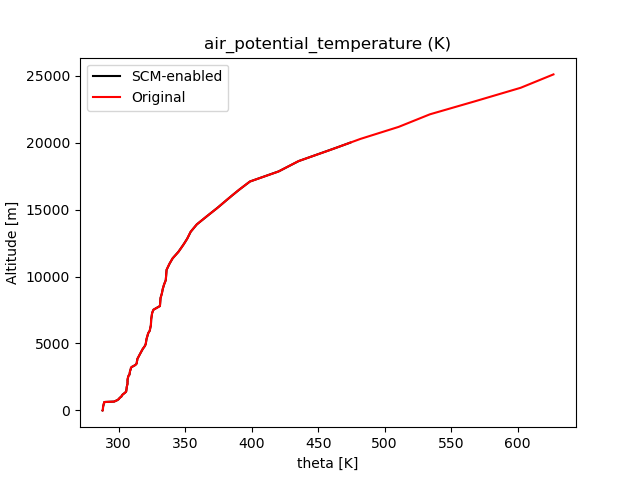 air_potential_temperature (K)
SCM-enabled
Original
Altitude [m]
25000
20000
15000
10000
5000
0
300 350 400 450 500 550 600
theta [K]